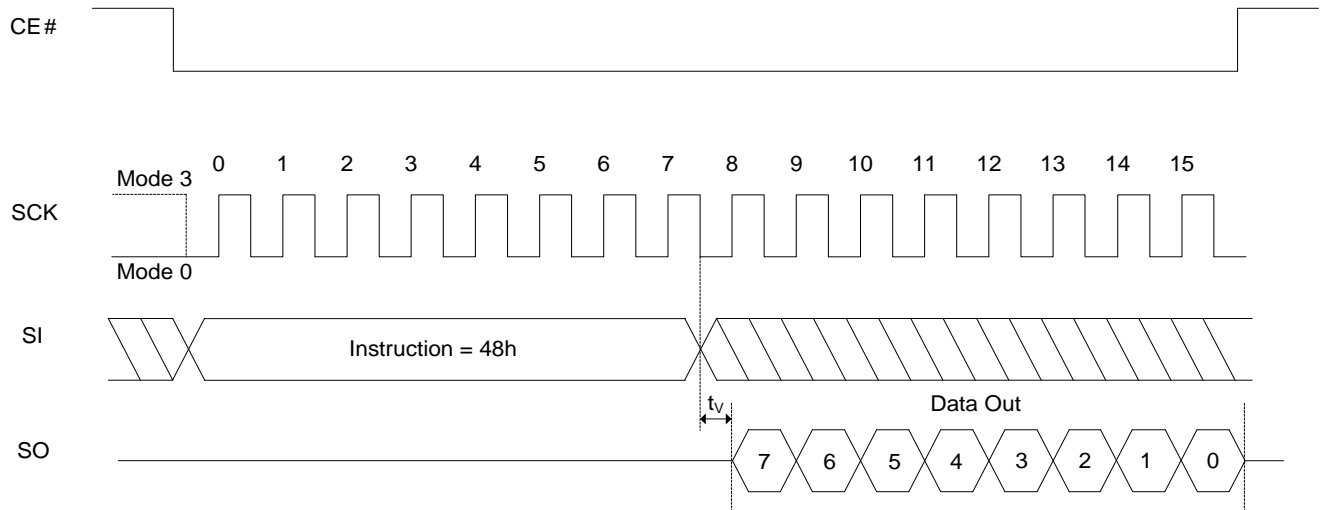 CE#
0 1 2 3 4 5 6 7 8 9 10 11 12 13 14 15
Mode 3
SCK
Mode 0
SI
Instruction = 48h
tV
Data Out
SO
7 6 5 4 3 2 1 0